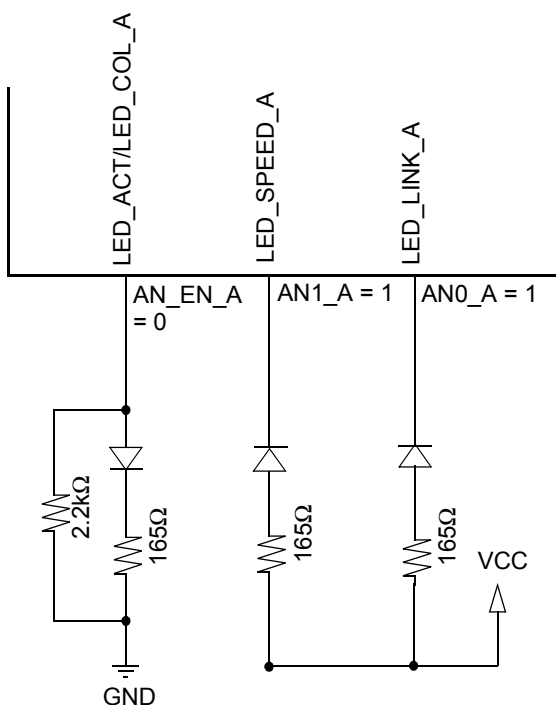 LED_ACT/LED_COL_A
LED_SPEED_A
LED_LINK_A
AN_EN_A
= 0
AN1_A = 1
AN0_A = 1
2.2kΩ
165Ω
165Ω
165Ω
VCC
GND